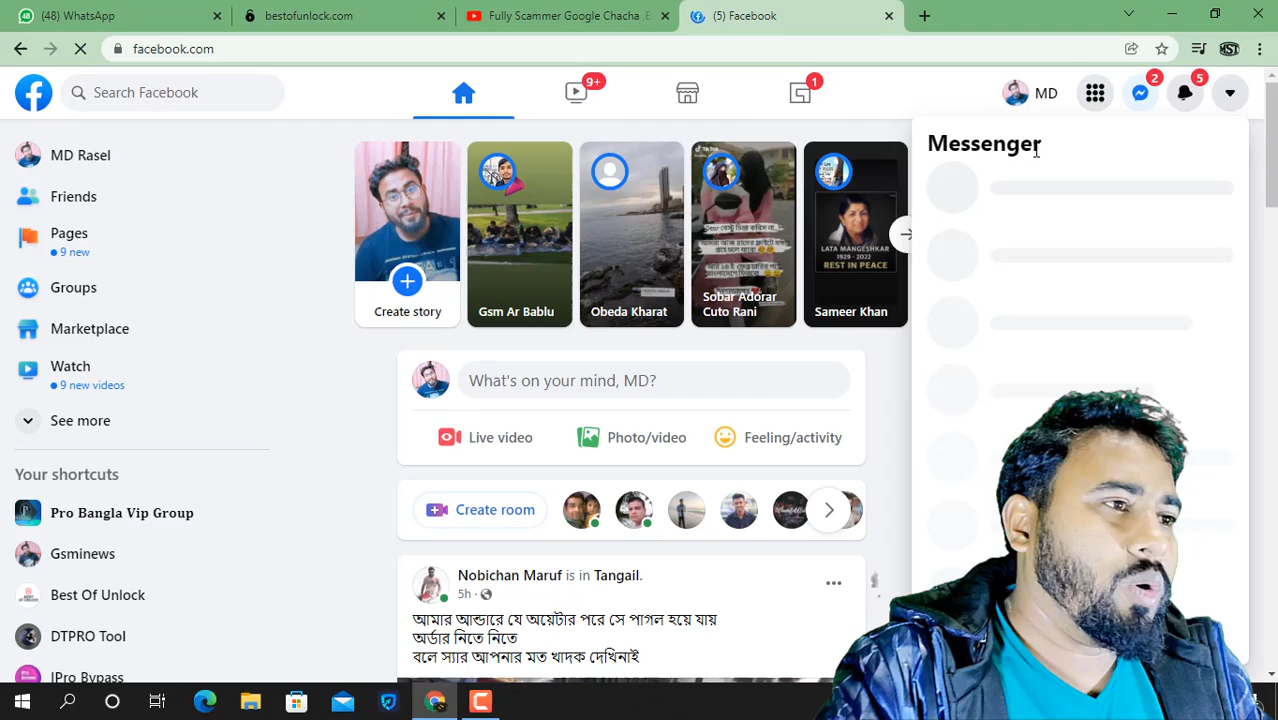 (48) WhatsApp
bestofunlock.com
Fully Scammer Google Chacha ,E
(5) Facebook
facebook.com
Search Facebook
9+
1
MD
2
5
MD Rasel
Friends
Pages
9 new
Groups
Marketplace
Watch
9 new videos
See more
Your shortcuts
Pro Bangla Vip Group
Gsminews
Best Of Unlock
DTPRO Tool
IPro Bypass
Create story
Gsm Ar Bablu
Obeda Kharat
TikTok
Sobar Adorar
Cuto Rani
LATA MANGESHKAR
1929 - 2022
REST IN PEACE
Sameer Khan
Messenger
What's on your mind, MD?
Live video
Photo/video
Feeling/activity
Create room
Nobichan Maruf is in Tangail.
5h
আমার আন্ডারে যে অয়েটার পরে সে পাগল হয়ে যায়
অর্ডার নিতে নিতে
বলে স্যার আপনার মত খাদক দেখিনাই